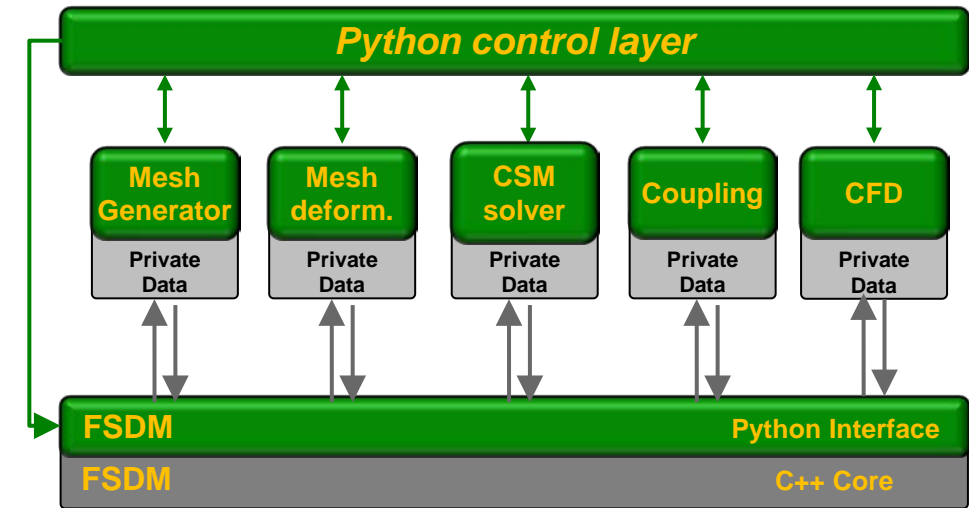 Python control layer
Mesh
Generator
Private
Data
Mesh
deform.
Private
Data
CSM
solver
Private
Data
Coupling
Private
Data
CFD
Private
Data
FSDM
Python Interface
FSDM
C++ Core